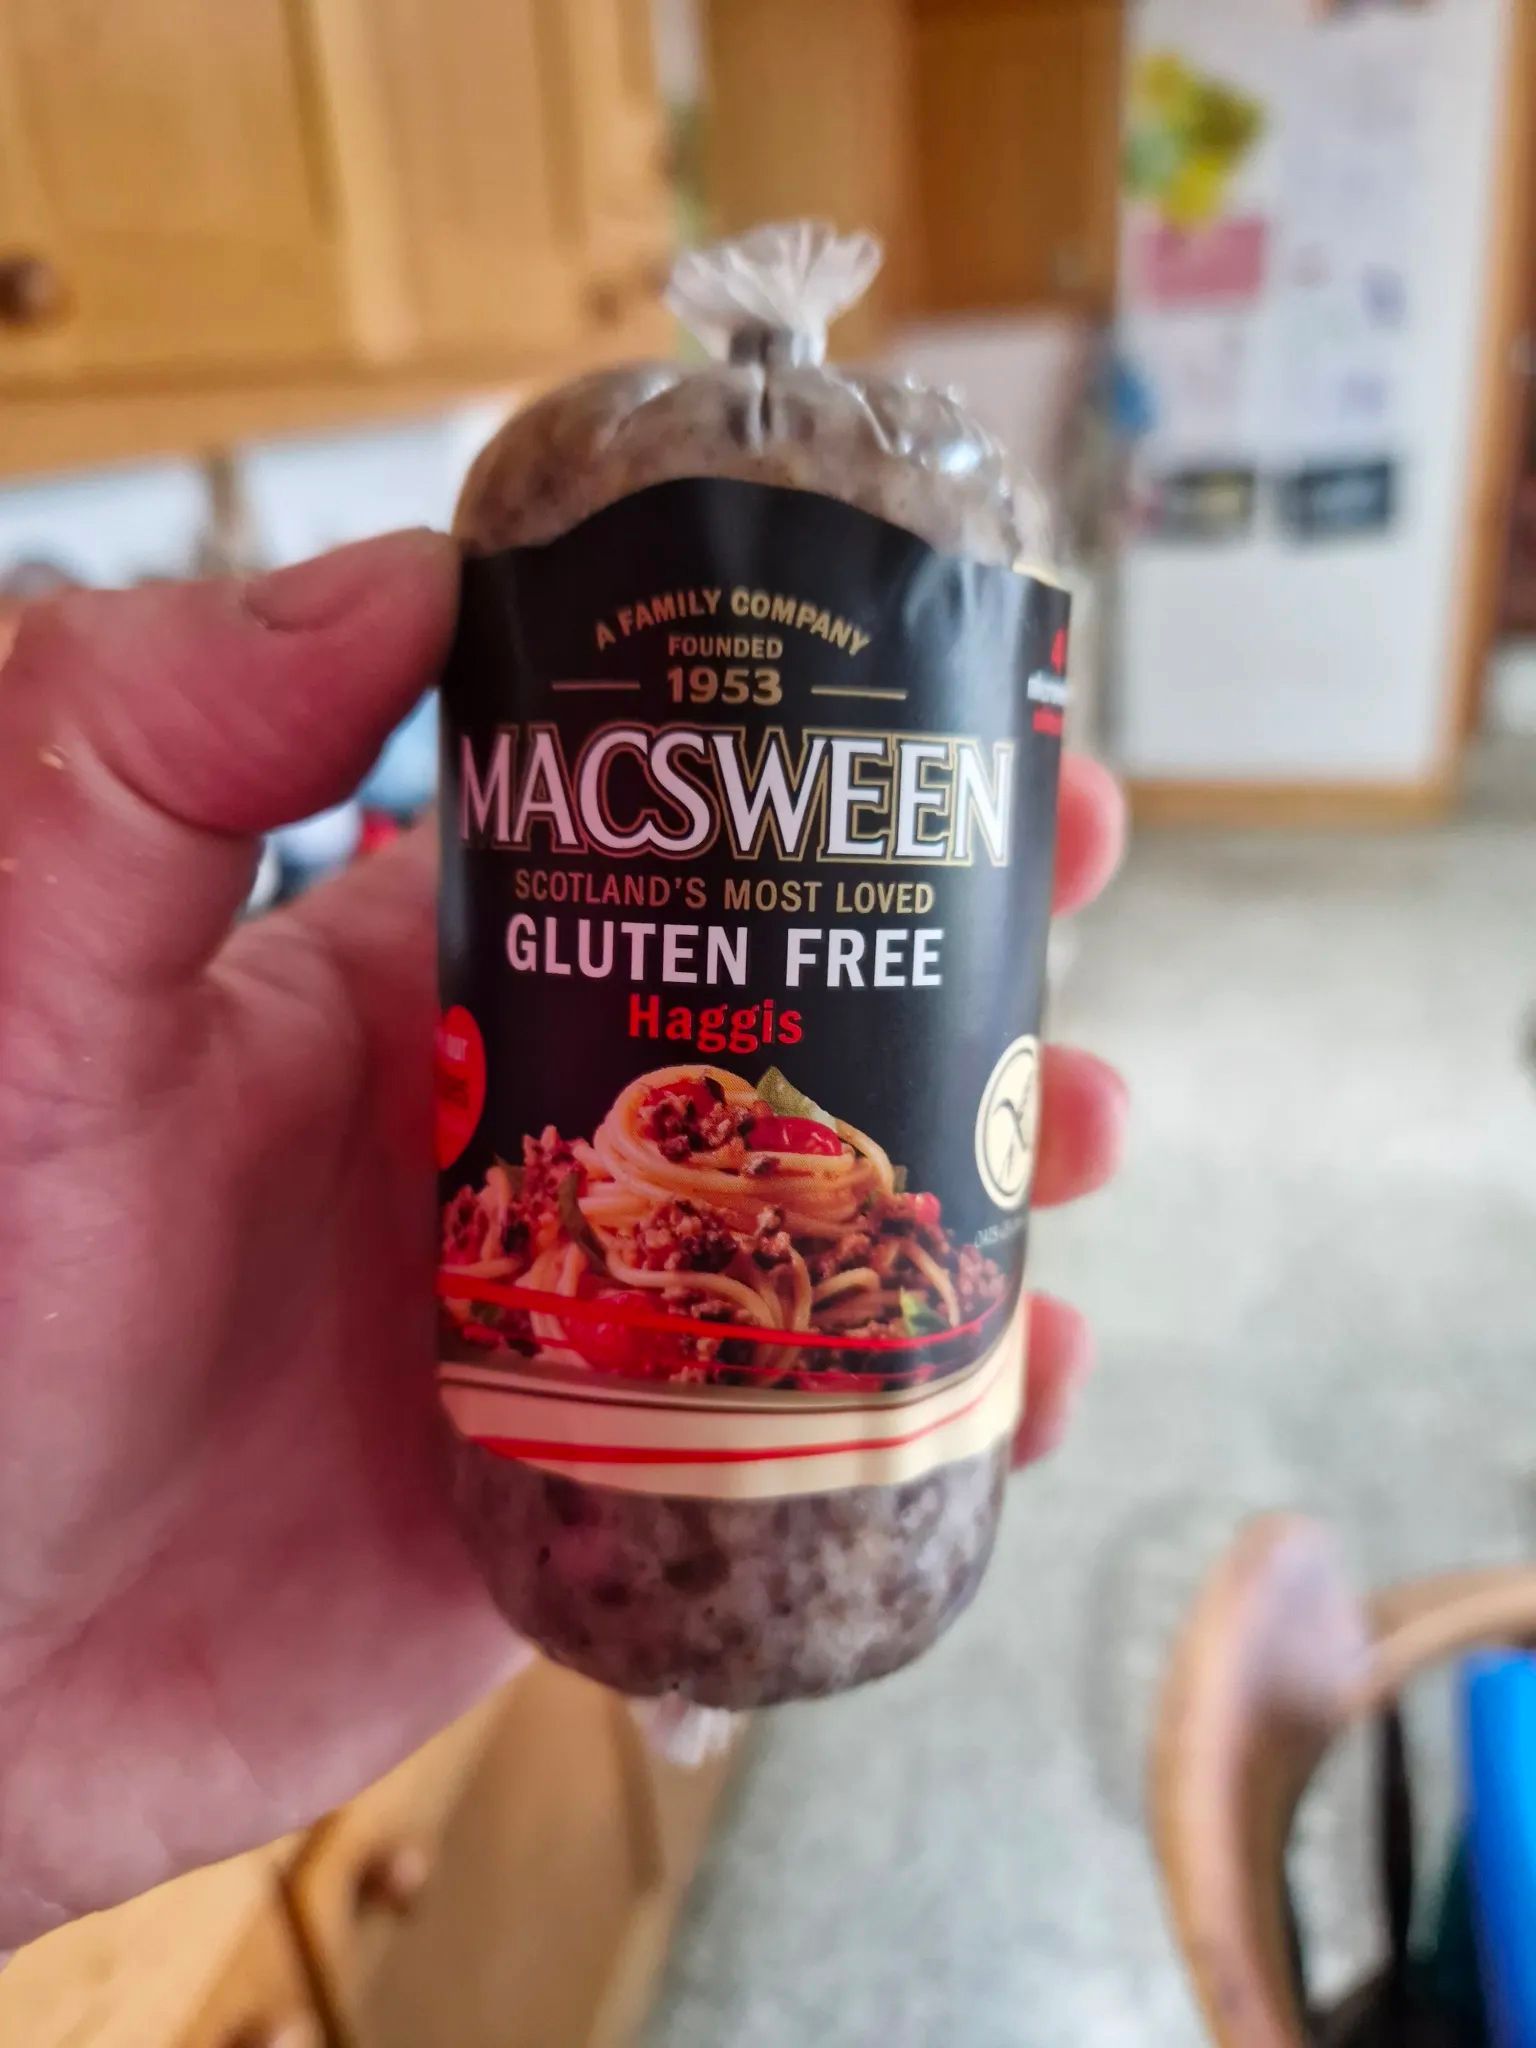 A FAMILY COMPANY
FOUNDED
1953
MACSWEEN
SCOTLAND'S MOST LOVED
GLUTEN FREE
Haggis